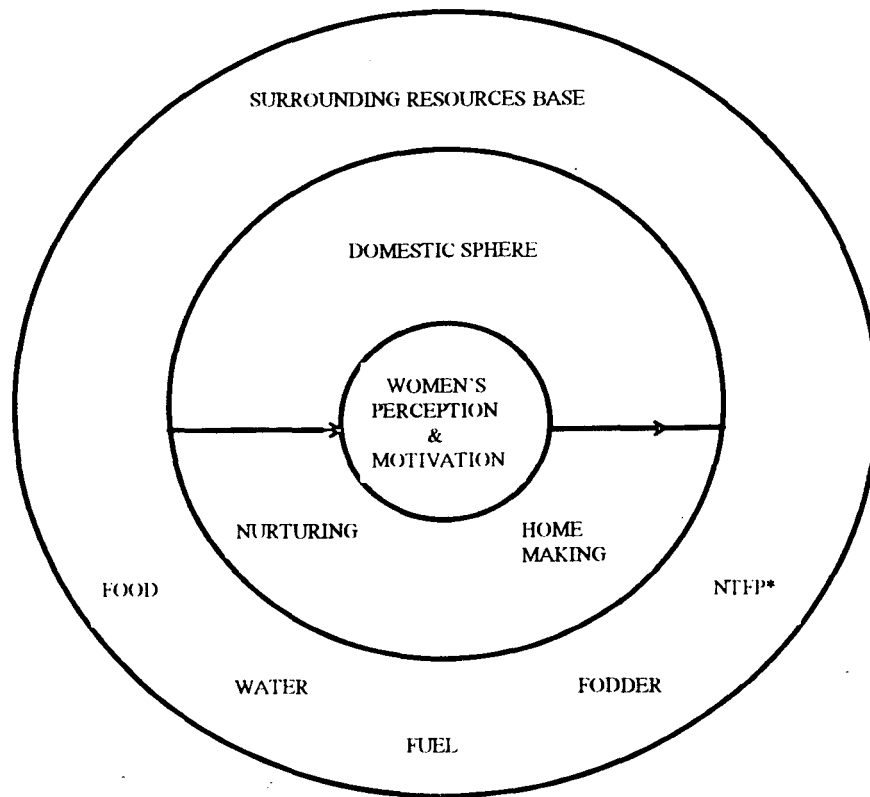 SURROUNDING RESOURCES BASE
DOMESTIC SPHERE
WOMEN'S
PERCEPTION
&
MOTIVATION
NURTURING
HOME
MAKING
FOOD
NTFP*
WATER
FODDER
FUEL